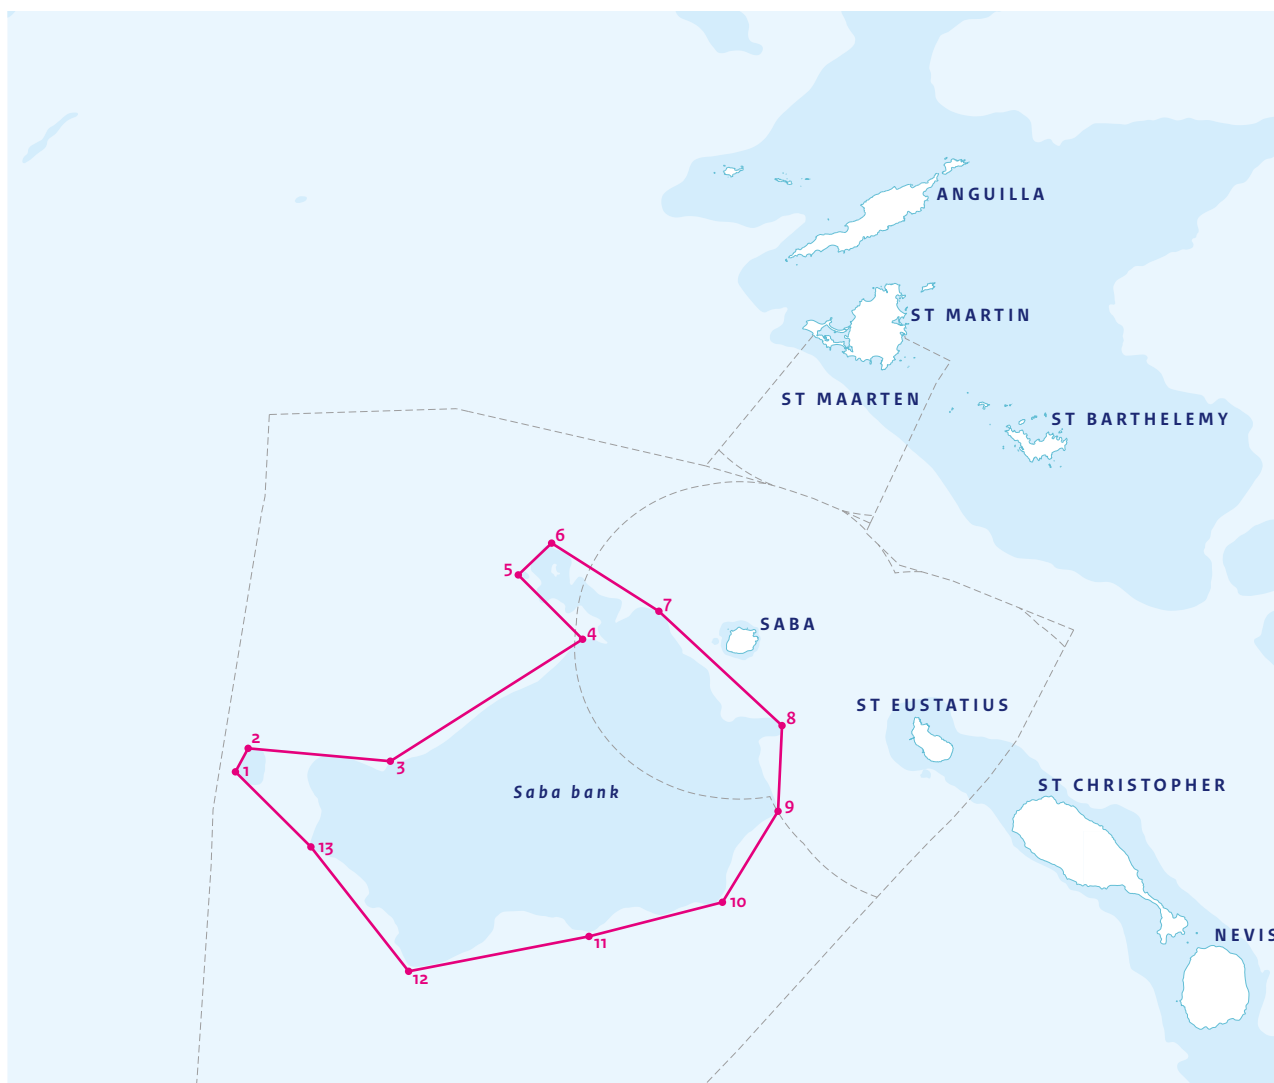 ANGUILLA
ST MARTIN
ST MAARTEN
ST BARTHELEMY
6
5
7
SABA
4
ST EUSTATIUS
8
2
1
3
ST CHRISTOPHER
Saba bank
9
13
10
NEVIS
11
12